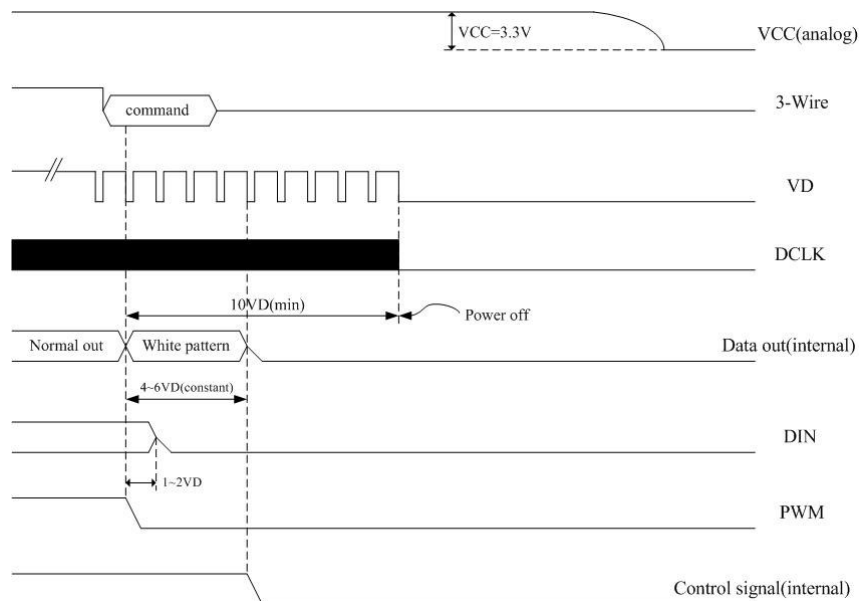 VCC=3.3V
VCC(analog)
command
3-Wire
VD
DCLK
10VD(min)
Power off
Normal out
White pattern
Data out(internal)
4~6VD(constant)
DIN
1~2VD
PWM
Control signal(internal)